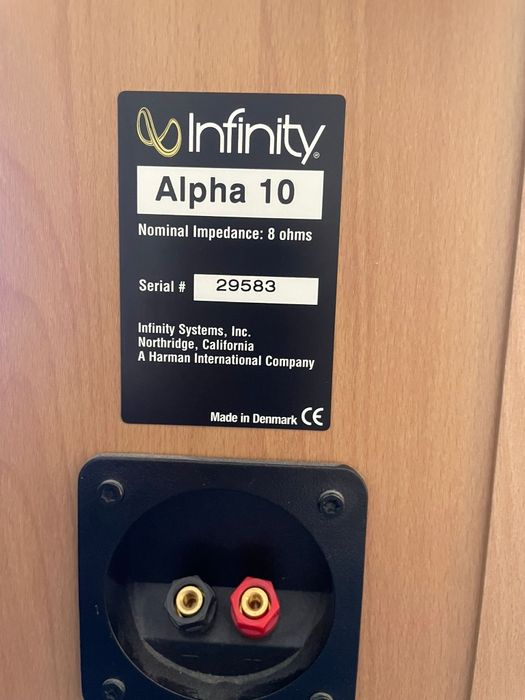 Infinity®
Alpha 10
Nominal Impedance: 8 ohms
Serial # 29583
Infinity Systems, Inc.
Northridge, California
A Harman International Company
Made in Denmark CE